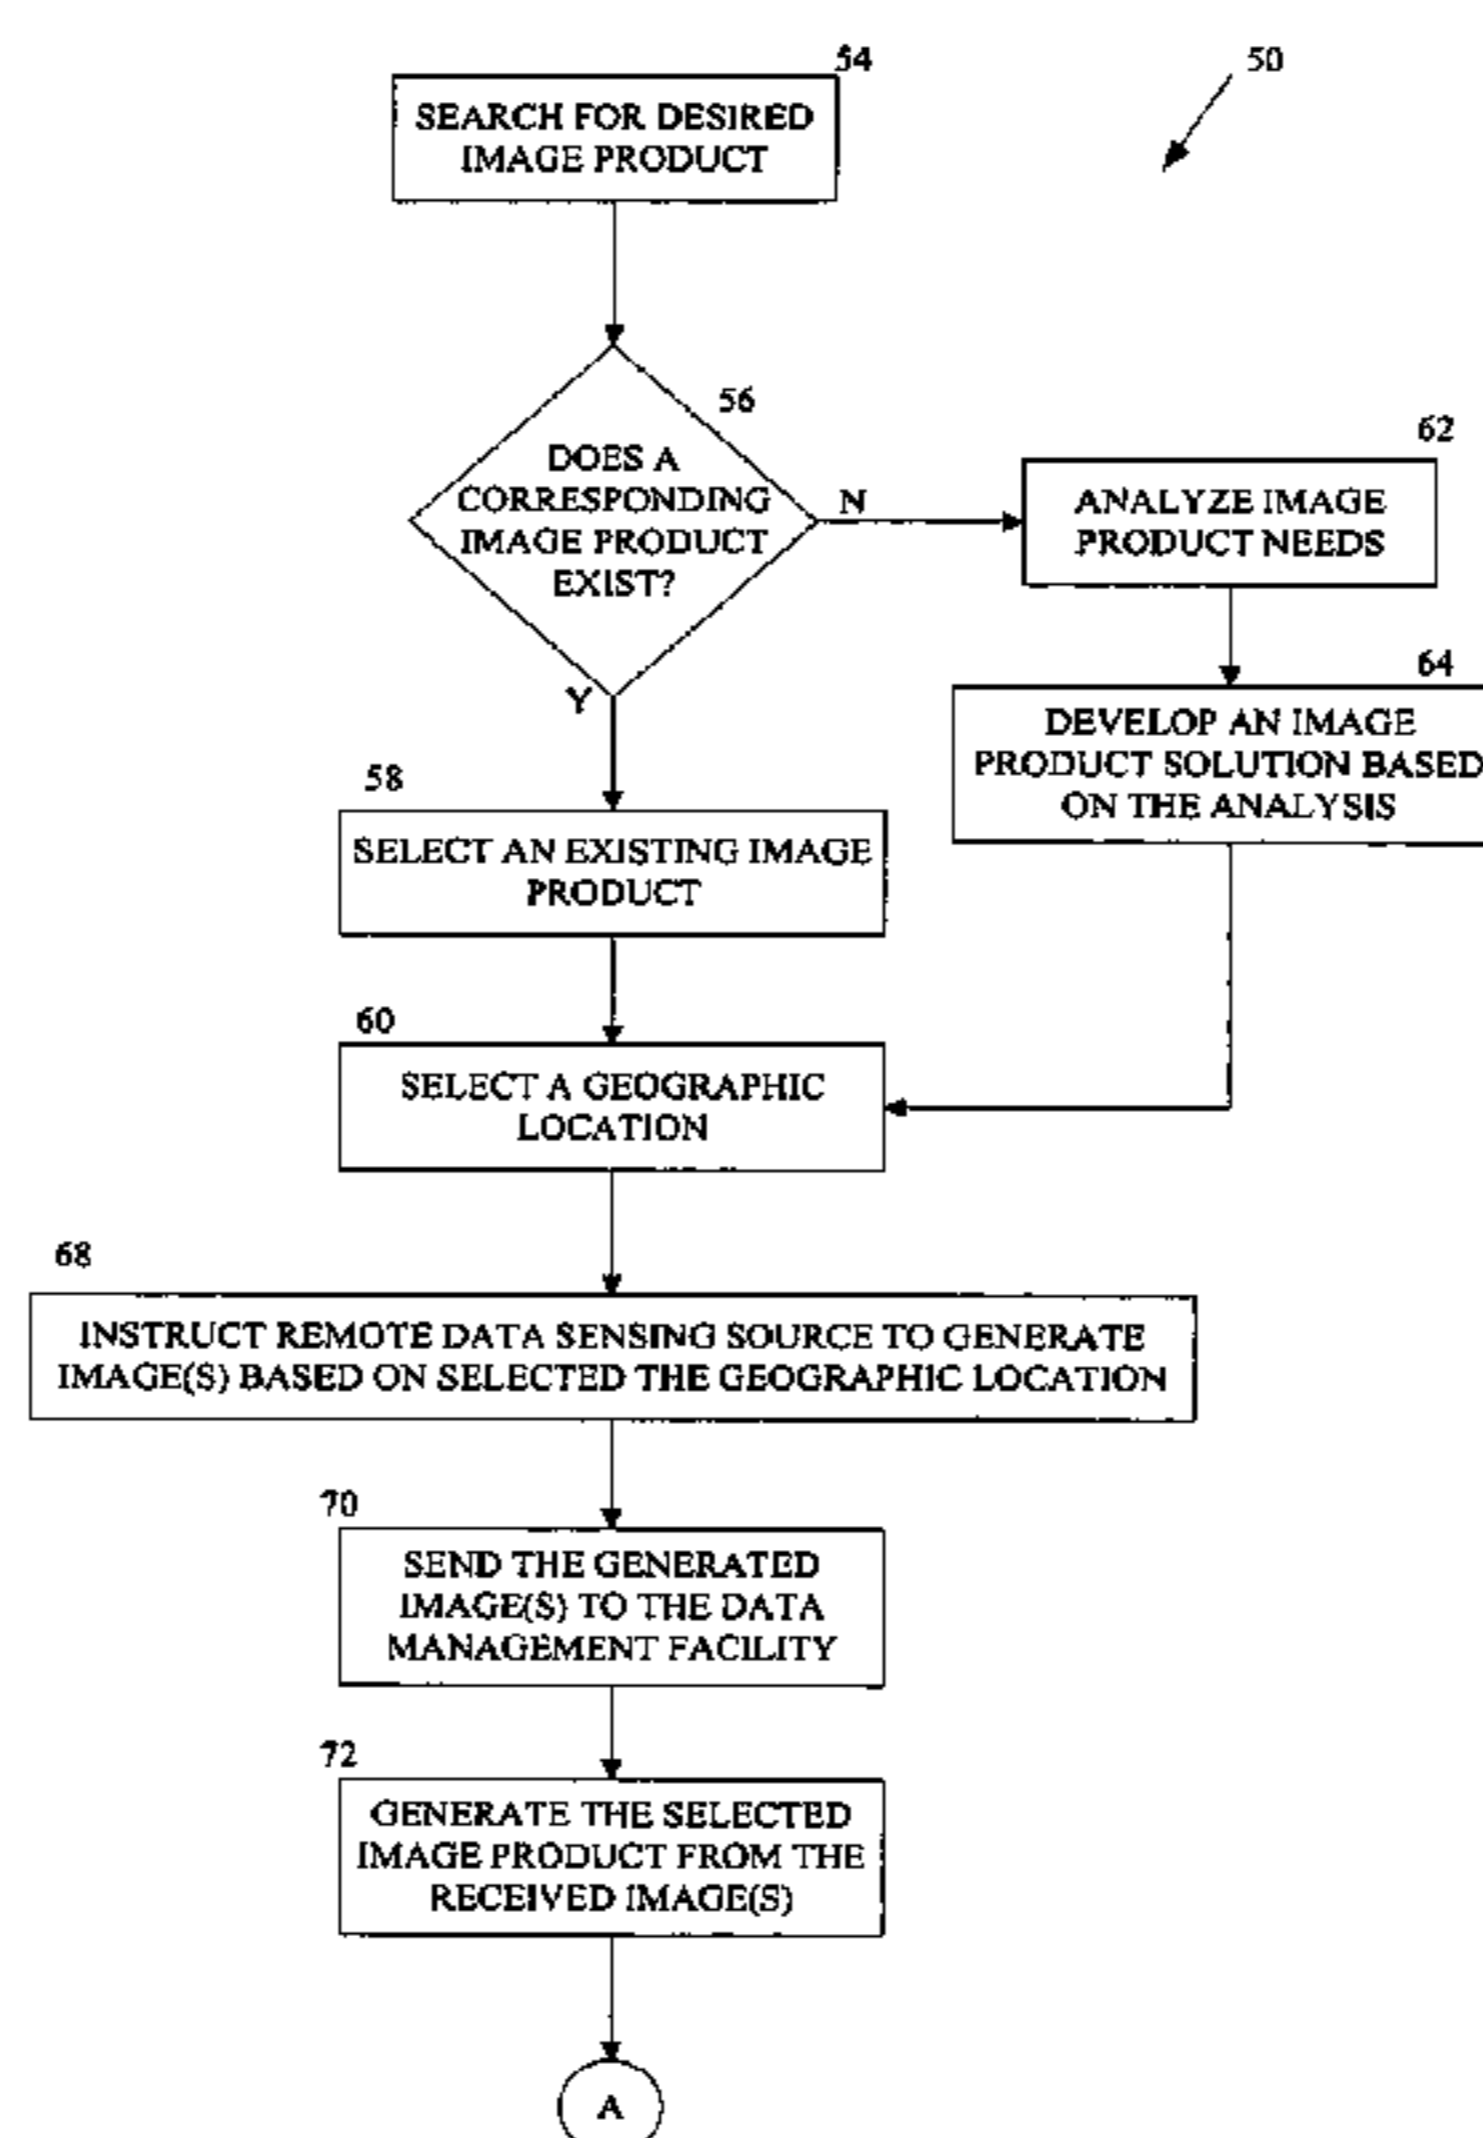 54
50
SEARCH FOR DESIRED
IMAGE PRODUCT
56
DOES A
CORRESPONDING
IMAGE PRODUCT
EXIST?
N
Y
62
ANALYZE IMAGE
PRODUCT NEEDS
64
DEVELOP AN IMAGE
PRODUCT SOLUTION BASED
ON THE ANALYSIS
58
SELECT AN EXISTING IMAGE
PRODUCT
60
SELECT A GEOGRAPHIC
LOCATION
68
INSTRUCT REMOTE DATA SENSING SOURCE TO GENERATE
IMAGE(S) BASED ON SELECTED THE GEOGRAPHIC LOCATION
70
SEND THE GENERATED
IMAGE(S) TO THE DATA
MANAGEMENT FACILITY
72
GENERATE THE SELECTED
IMAGE PRODUCT FROM THE
RECEIVED IMAGE(S)
A